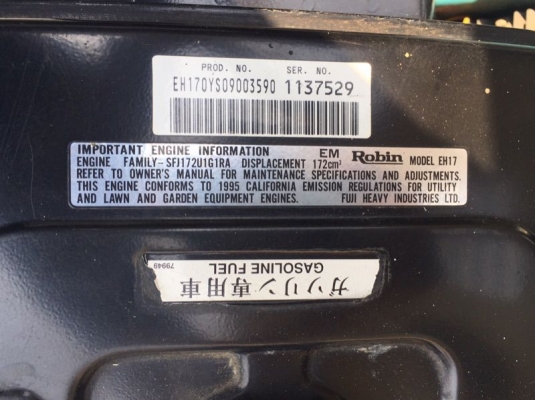 PROD. NO. SER. NO.
EH170YS09003590 1137529
IMPORTANT ENGINE INFORMATION EM Robin MODEL EH17
ENGINE FAMILY-SFJ172U1G1RA DISPLACEMENT 172cm³
REFER TO OWNER'S MANUAL FOR MAINTENANCE SPECIFICATIONS AND ADJUSTMENTS.
THIS ENGINE CONFORMS TO 1995 CALIFORNIA EMISSION REGULATIONS FOR UTILITY
AND LAWN AND GARDEN EQUIPMENT ENGINES. FUJI HEAVY INDUSTRIES LTD.
ガソリン専用車
GASOLINE FUEL
79949